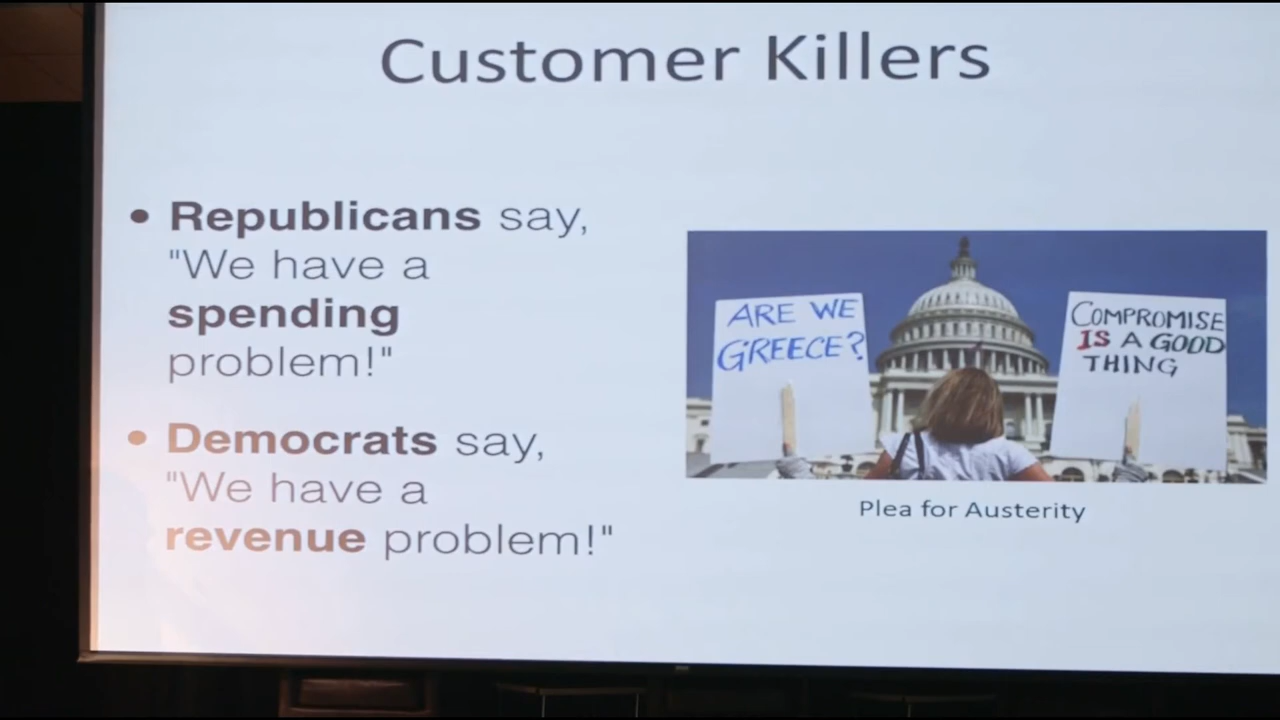 Customer Killers
• Republicans say,
"We have a
spending
problem!"
• Democrats say,
"We have a
revenue problem!"
ARE WE
GREECE?
COMPROMISE
IS A GOOD
THING
Plea for Austerity